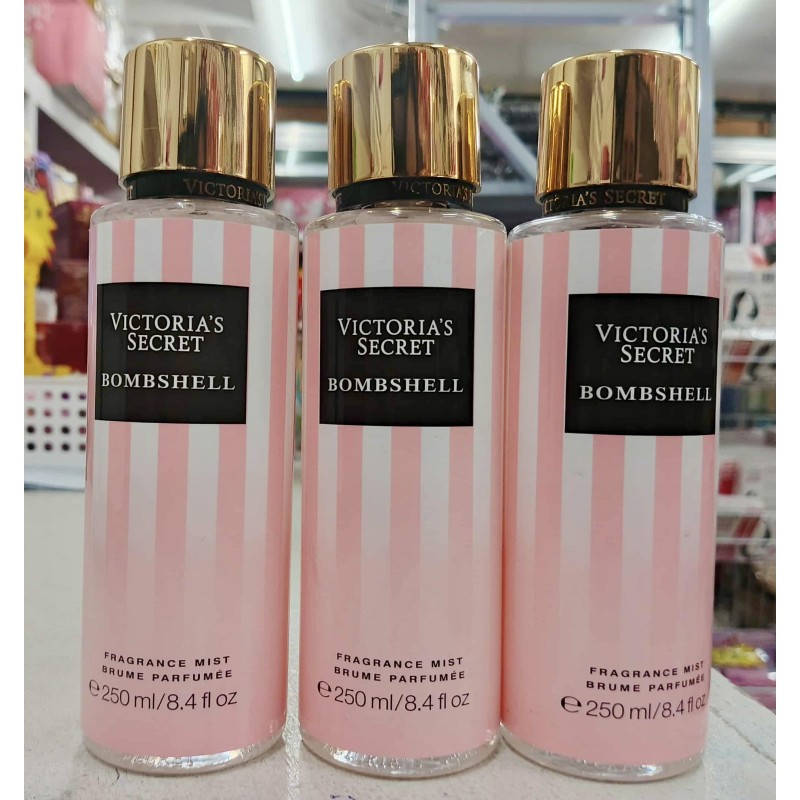 VICTORIA'S
VICTORIA'S
SECRET
BOMBSHELL
FRAGRANCE MIST
BRUME PARFUMÉE
e 250 ml/8.4 fl oz
VICTORIA'S
VICTORIA'S
SECRET
BOMBSHELL
FRAGRANCE MIST
BRUME PARFUMÉE
e 250 ml/8.4 fl oz
VICTORIA'S SECRET
VICTORIA'S
SECRET
BOMBSHELL
FRAGRANCE MIST
BRUME PARFUMÉE
e 250 ml/8.4 fl oz